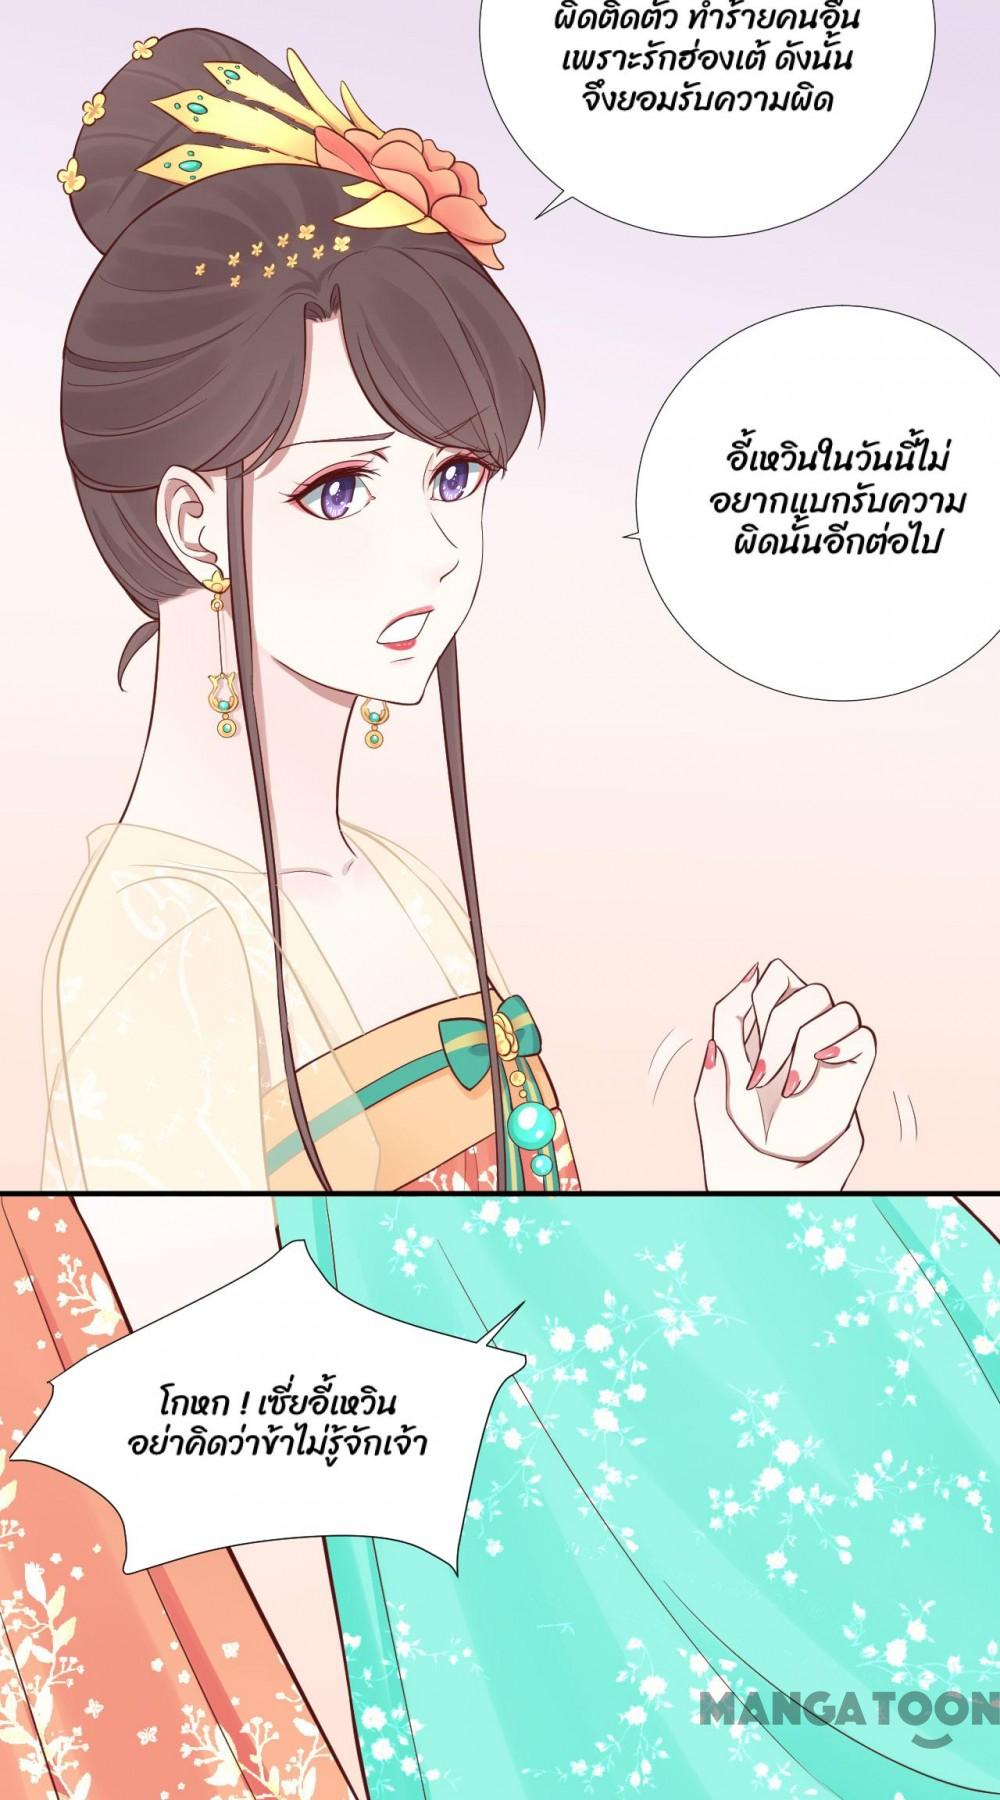 ผิดติดตัว ทำร้ายคนอื่น
เพราะรักฮ่องเต้ ดังนั้น
จึงยอมรับความผิด
อี้เหวินในวันนี้ไม่
อยากแบกรับความ
ผิดนั้นอีกต่อไป
โกหก ! เซี่ยอี้เหวิน
อย่าคิดว่าข้าไม่รู้จักเจ้า
MANGATOON